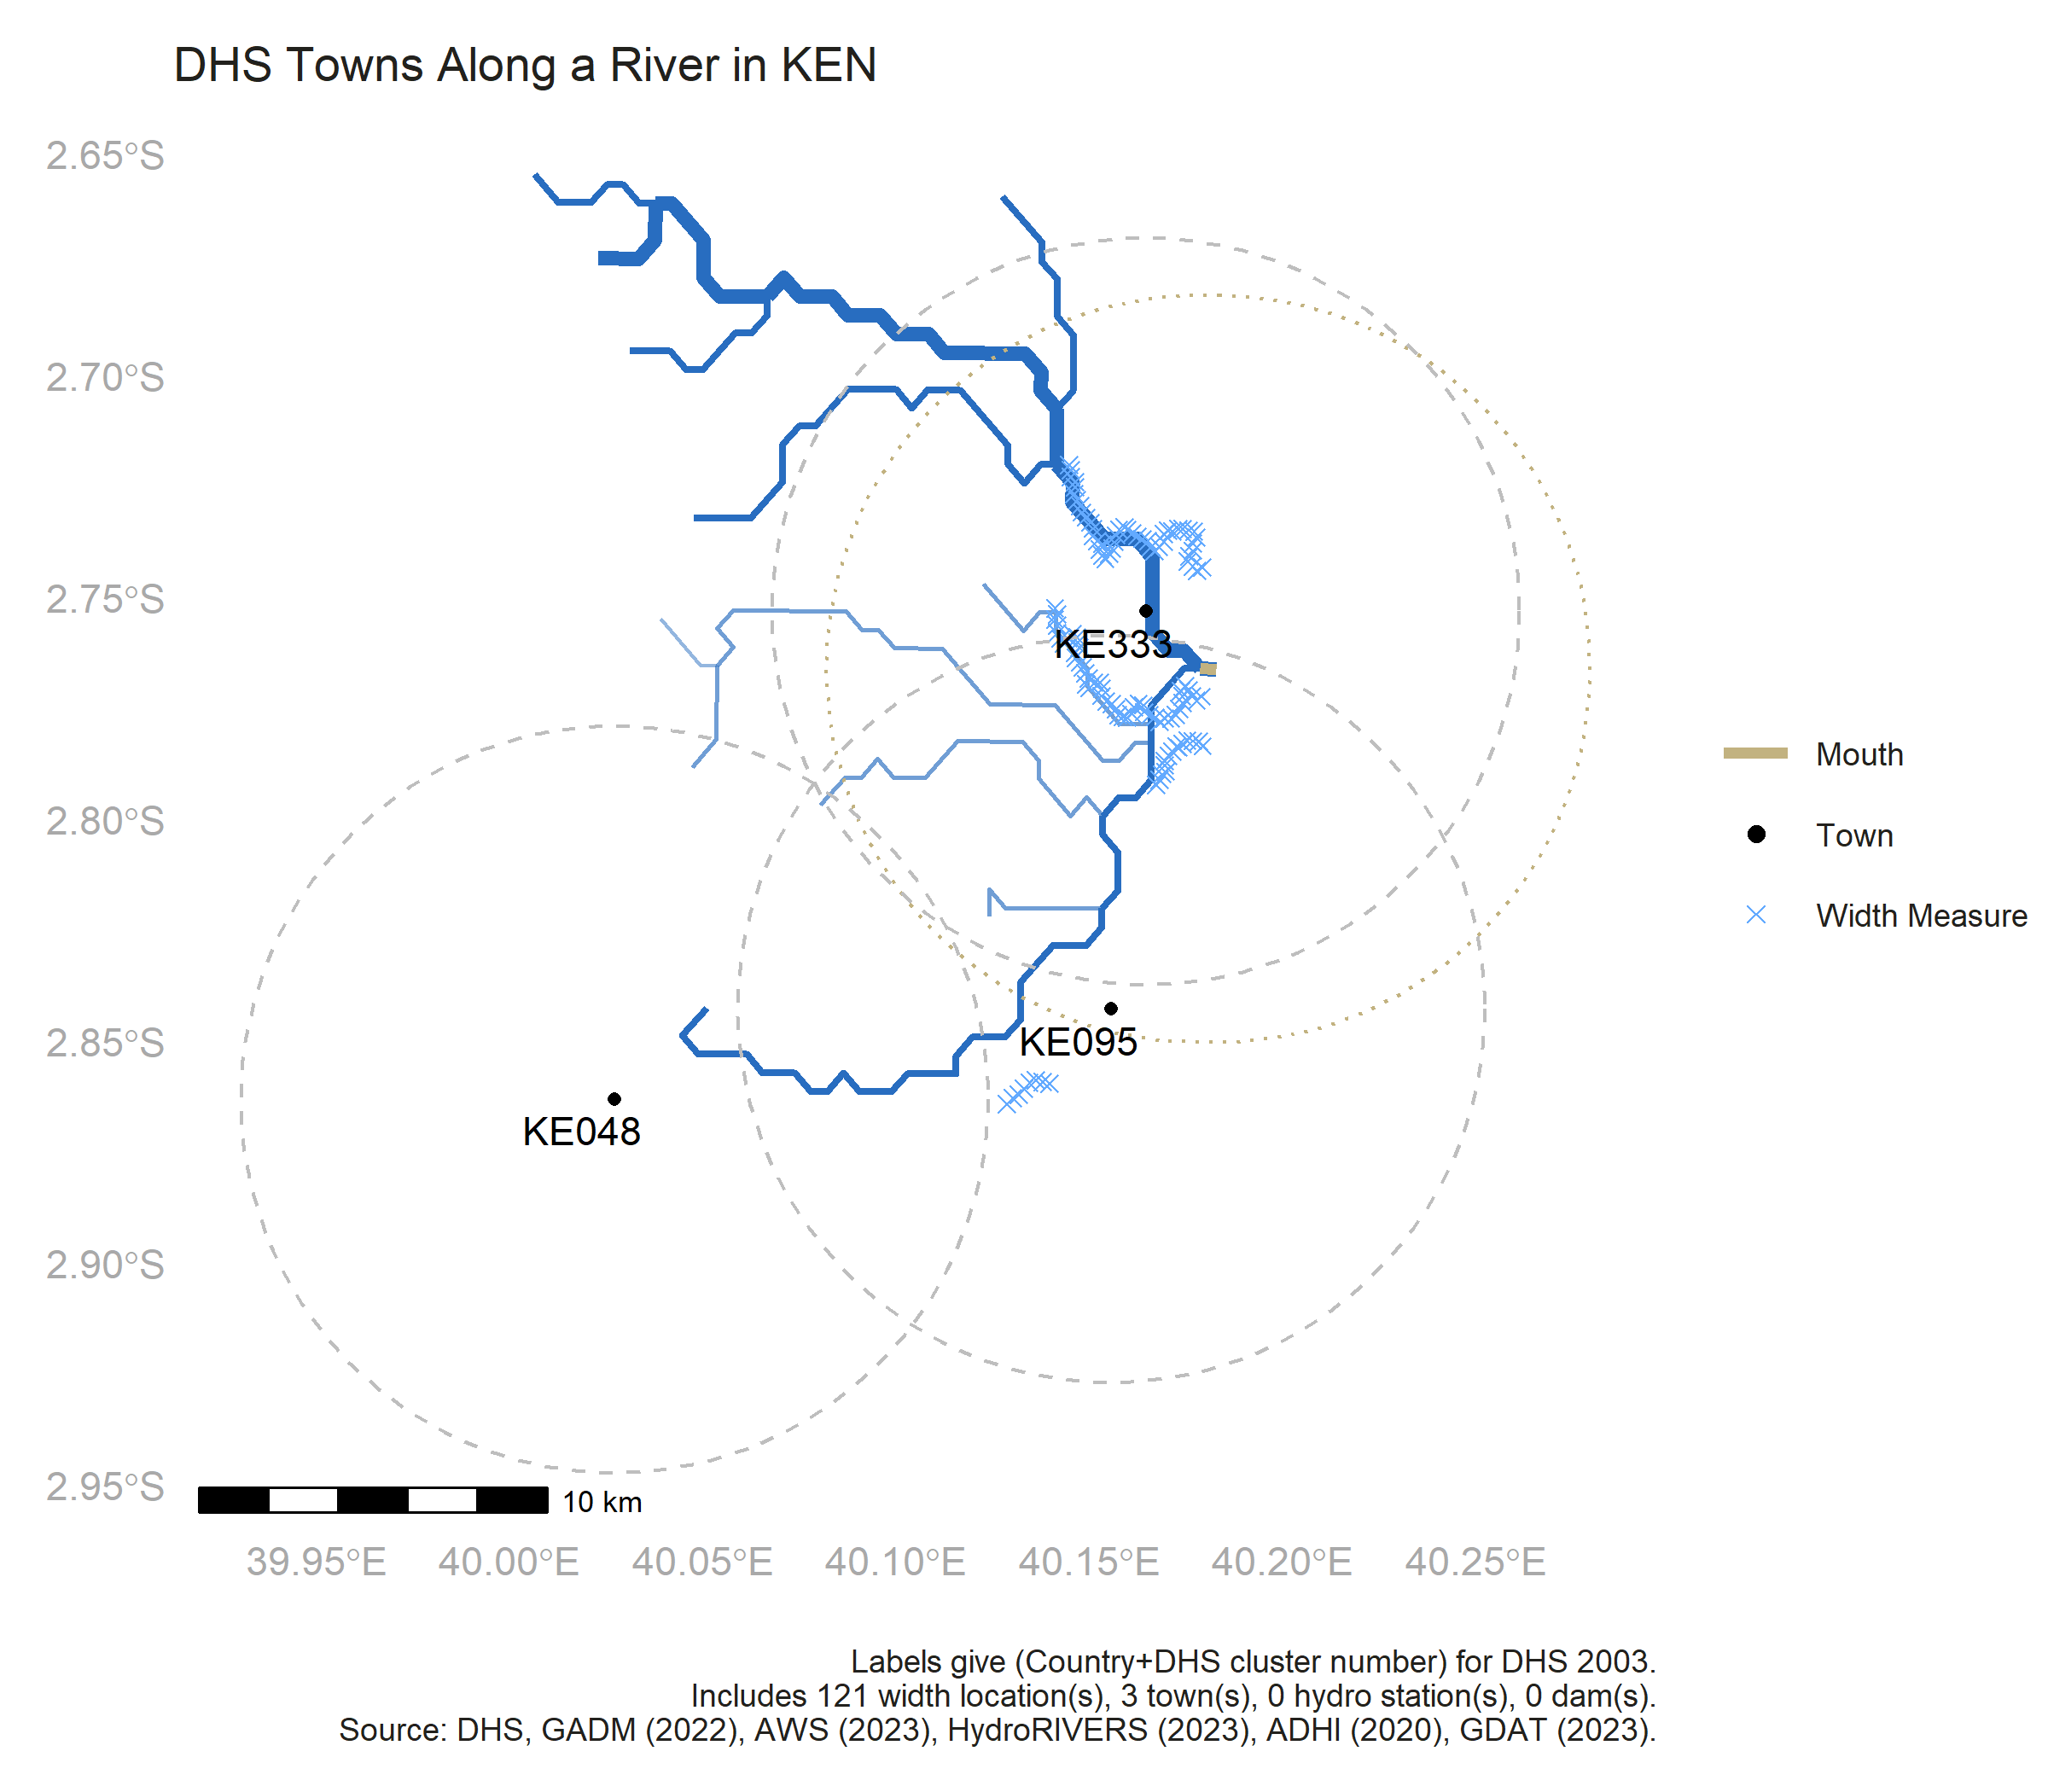 DHS Towns Along a River in KEN
2.65°S
2.70°S
2.75°S
2.80°S
2.85°S
2.90°S
2.95°S
KE333
KE095
KE048
Mouth
Town
Width Measure
10 km
39.95°E
40.00°E
40.05°E
40.10°E
40.15°E
40.20°E
40.25°E
Labels give (Country+DHS cluster number) for DHS 2003.
Includes 121 width location(s), 3 town(s), 0 hydro station(s), 0 dam(s).
Source: DHS, GADM (2022), AWS (2023), HydroRIVERS (2023), ADHI (2020), GDAT (2023).